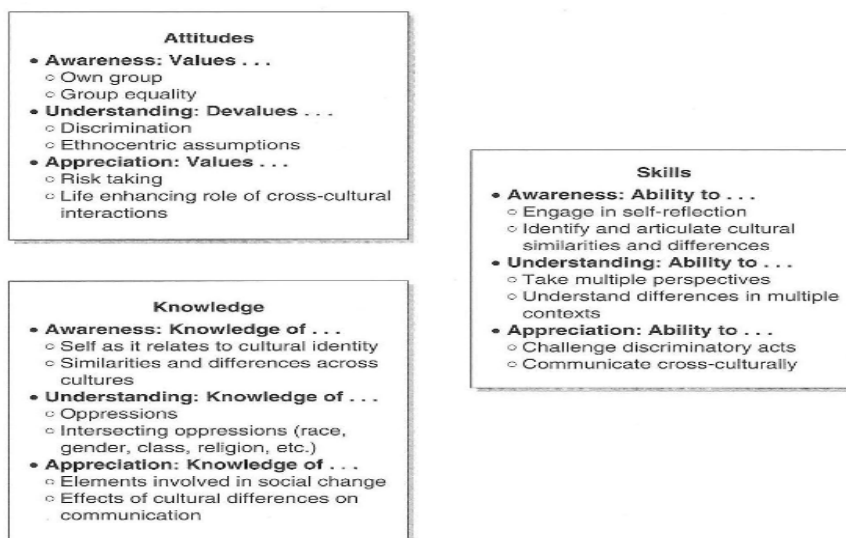 Attitudes
• Awareness: Values . . .
○ Own group
○ Group equality
• Understanding: Devalues . . .
○ Discrimination
○ Ethnocentric assumptions
• Appreciation: Values . . .
○ Risk taking
○ Life enhancing role of cross-cultural
interactions
Knowledge
• Awareness: Knowledge of . . .
○ Self as it relates to cultural identity
○ Similarities and differences across
cultures
• Understanding: Knowledge of . . .
○ Oppressions
○ Intersecting oppressions (race,
gender, class, religion, etc.)
• Appreciation: Knowledge of . . .
○ Elements involved in social change
○ Effects of cultural differences on
communication
Skills
• Awareness: Ability to . . .
○ Engage in self-reflection
○ Identify and articulate cultural
similarities and differences
• Understanding: Ability to . . .
○ Take multiple perspectives
○ Understand differences in multiple
contexts
• Appreciation: Ability to . . .
○ Challenge discriminatory acts
○ Communicate cross-culturally